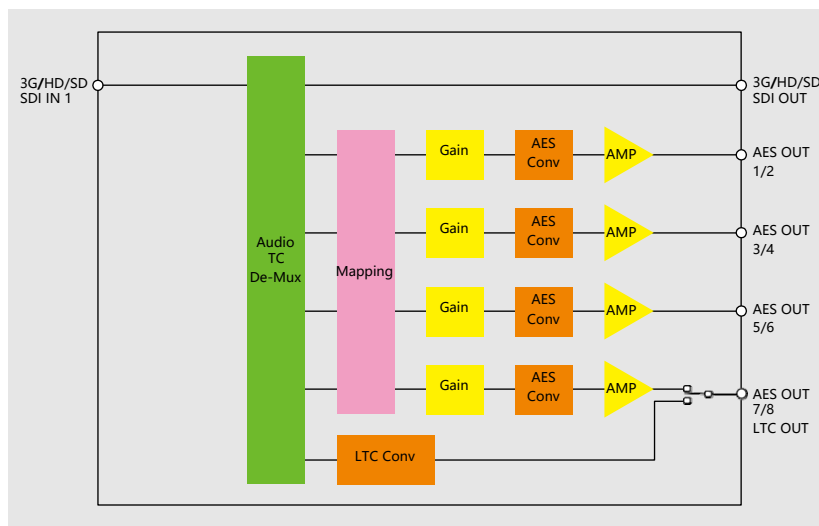 3G/HD/SD
SDI IN 1
3G/HD/SD
SDI OUT
Gain
AES
Conv
AMP
AES OUT
1/2
Gain
AES
Conv
AMP
AES OUT
3/4
Audio
TC
De-Mux
Mapping
Gain
AES
Conv
AMP
AES OUT
5/6
Gain
AES
Conv
AMP
AES OUT
7/8
LTC OUT
LTC Conv